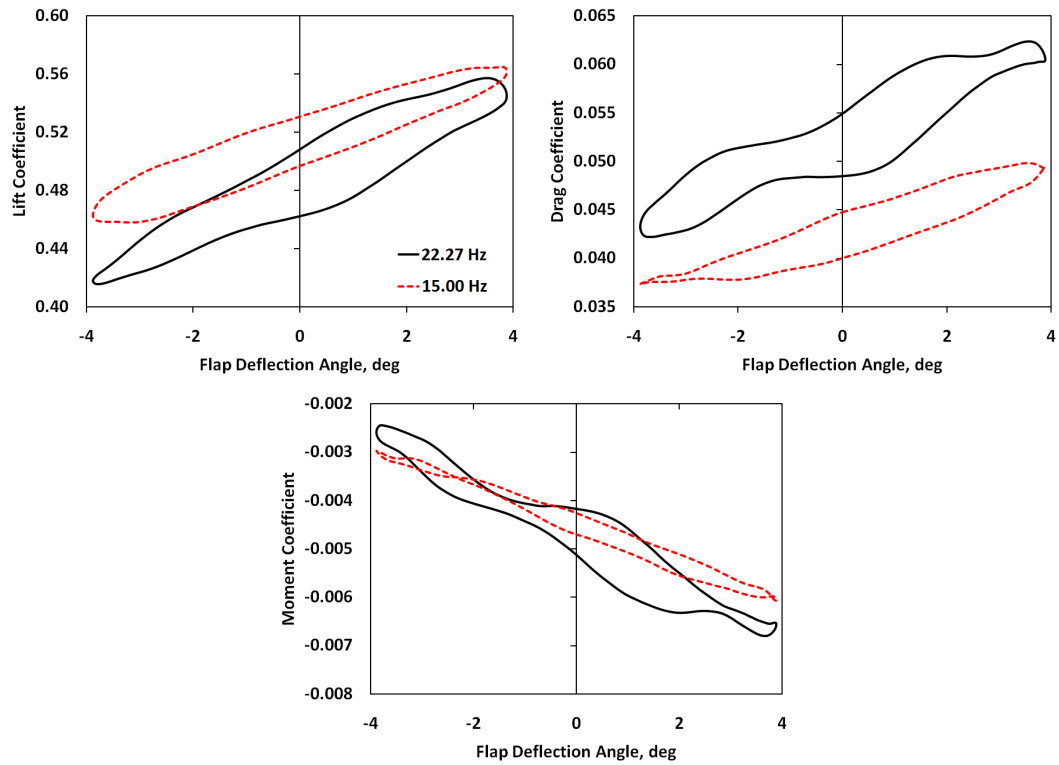 Lift Coefficient
0.60
0.56
0.52
0.48
0.44
0.40
22.27 Hz
15.00 Hz
-4 -2 0 2 4
Flap Deflection Angle, deg
Drag Coefficient
0.065
0.060
0.055
0.050
0.045
0.040
0.035
-4 -2 0 2 4
Flap Deflection Angle, deg
Moment Coefficient
-0.002
-0.003
-0.004
-0.005
-0.006
-0.007
-0.008
-4 -2 0 2 4
Flap Deflection Angle, deg